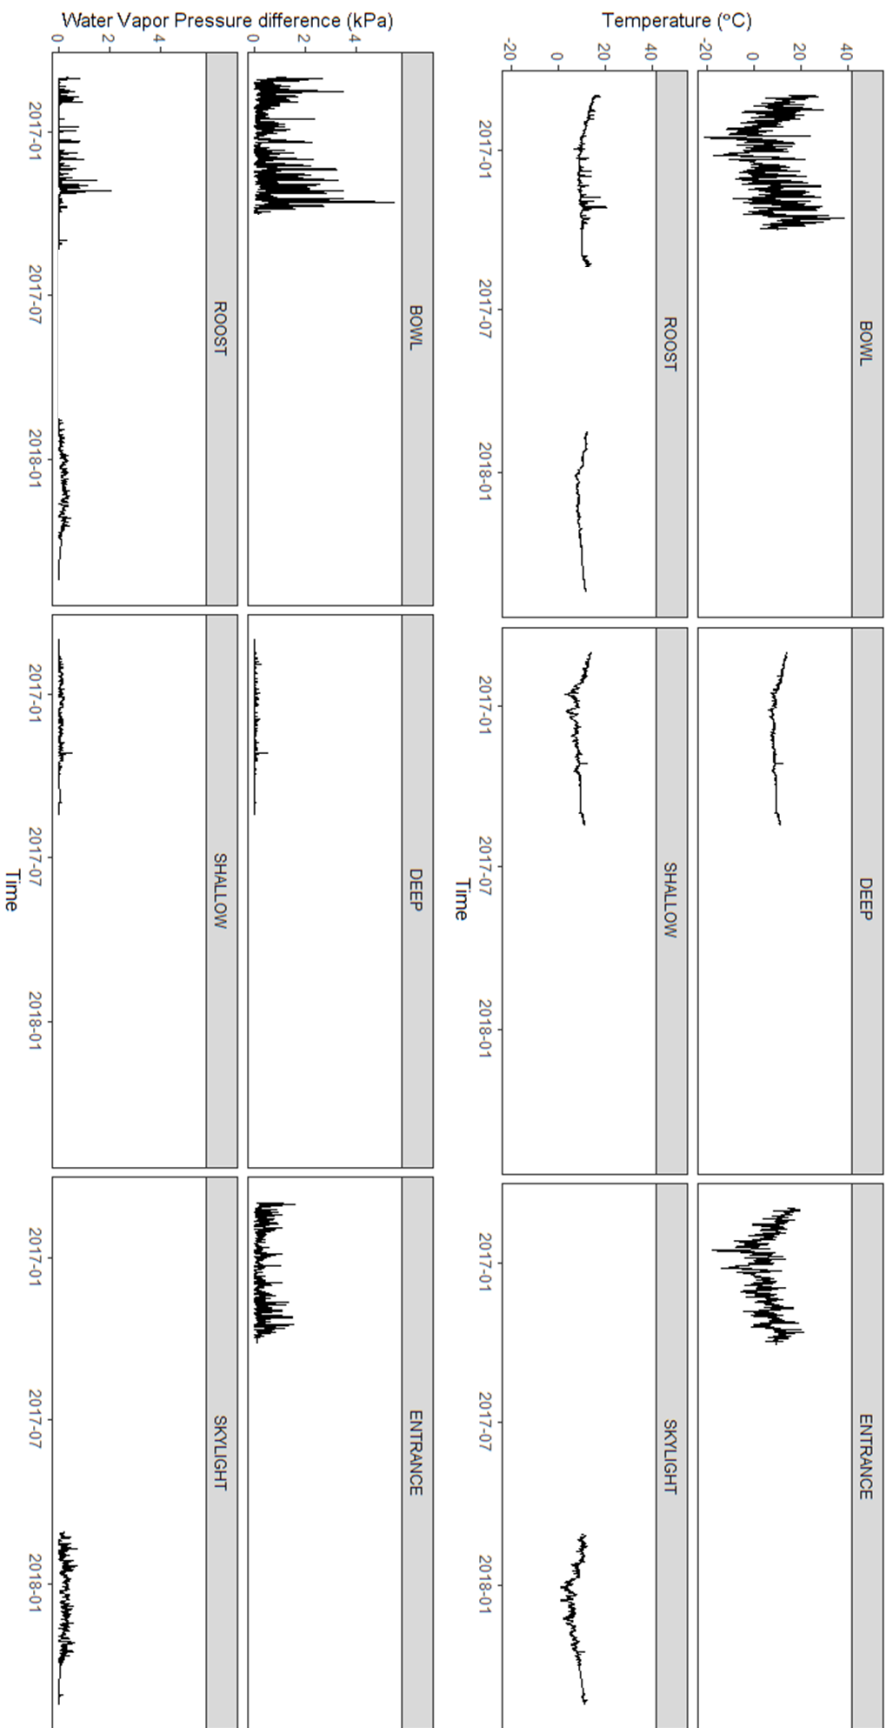 BOWL
DEEP
ENTRANCE
-20
0
20
40
-20
0
20
40
ROOST
SHALLOW
SKYLIGHT
Temperature (°C)
2017-01
2017-07
2018-01
2017-01
2017-07
2018-01
2017-01
2017-07
2018-01
Time
BOWL
DEEP
ENTRANCE
0
2
4
0
2
4
ROOST
SHALLOW
SKYLIGHT
Water Vapor Pressure difference (kPa)
2017-01
2017-07
2018-01
2017-01
2017-07
2018-01
2017-01
2017-07
2018-01
Time